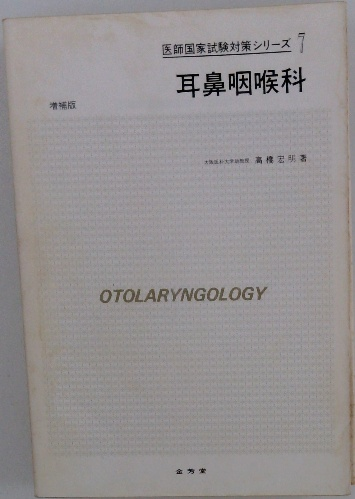 医師国家試験対策シリーズ 7
耳鼻咽喉科
増補版
高橋宏明 著
OTOLARYNGOLOGY
金芳堂